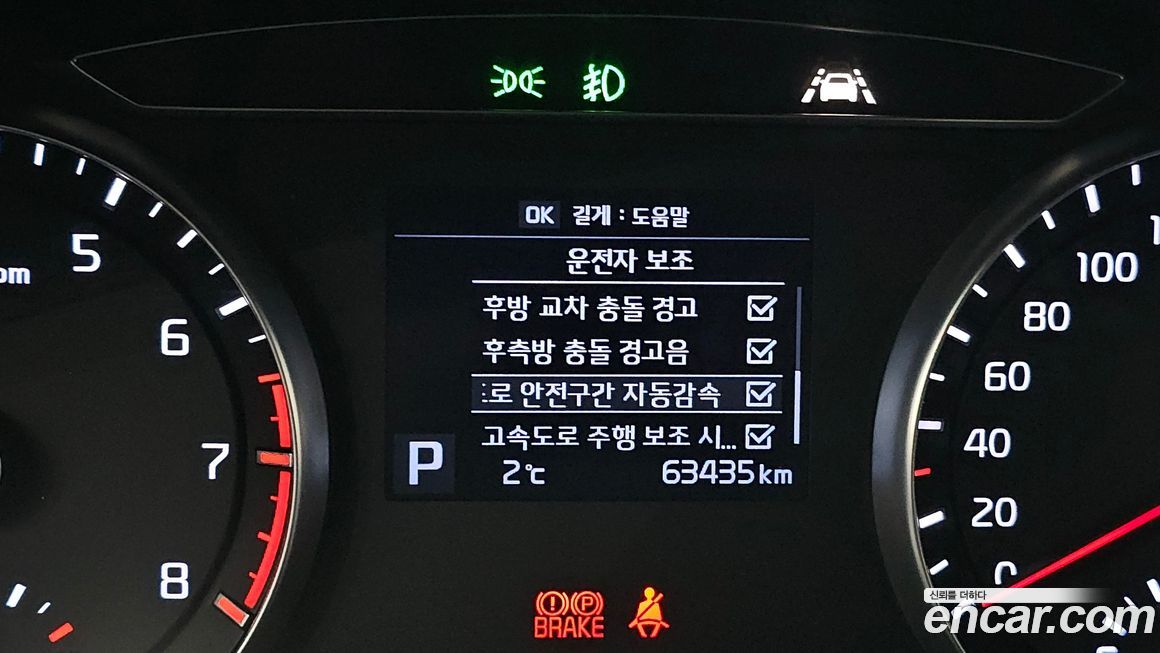 OK 길게 : 도움말
운전자 보조
후방 교차 충돌 경고
후측방 충돌 경고음
로 안전구간 자동감속
고속도로 주행 보조 시...
P 2℃ 63435 km
5
6
7
8
100
80
60
40
20
0
BRAKE
P
신뢰를 더하다
encar.com